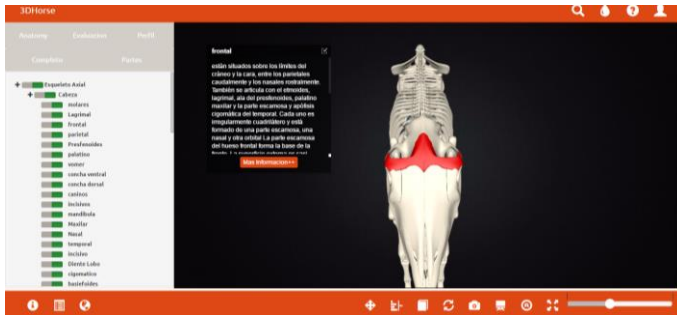 3DHorse
Anatomy Evaluation Perfil
Completo Partes
Esqueleto Axial
Cabeza
molares
Lagrimal
frontal
parietal
Presfenoides
palatino
vomer
concha ventral
concha dorsal
caninos
incisivos
mandibula
Maxilar
Nasal
temporal
incisivo
Diente Lobo
cigomatico
basiefoides
frontal
están situados sobre los límites del
cráneo y la cara, entre los parietales
caudalmente y los nasales rostralmente.
También se articula con el etmoides,
lagrimal, ala del presfenoides, palatino
maxilar y la parte escamosa y apófisis
cigomática del temporal. Cada uno es
irregularmente cuadrilátero y está
formado de una parte escamosa, una
nasal y otra orbital La parte escamosa
del hueso frontal forma la base de la
Mas Informacion++